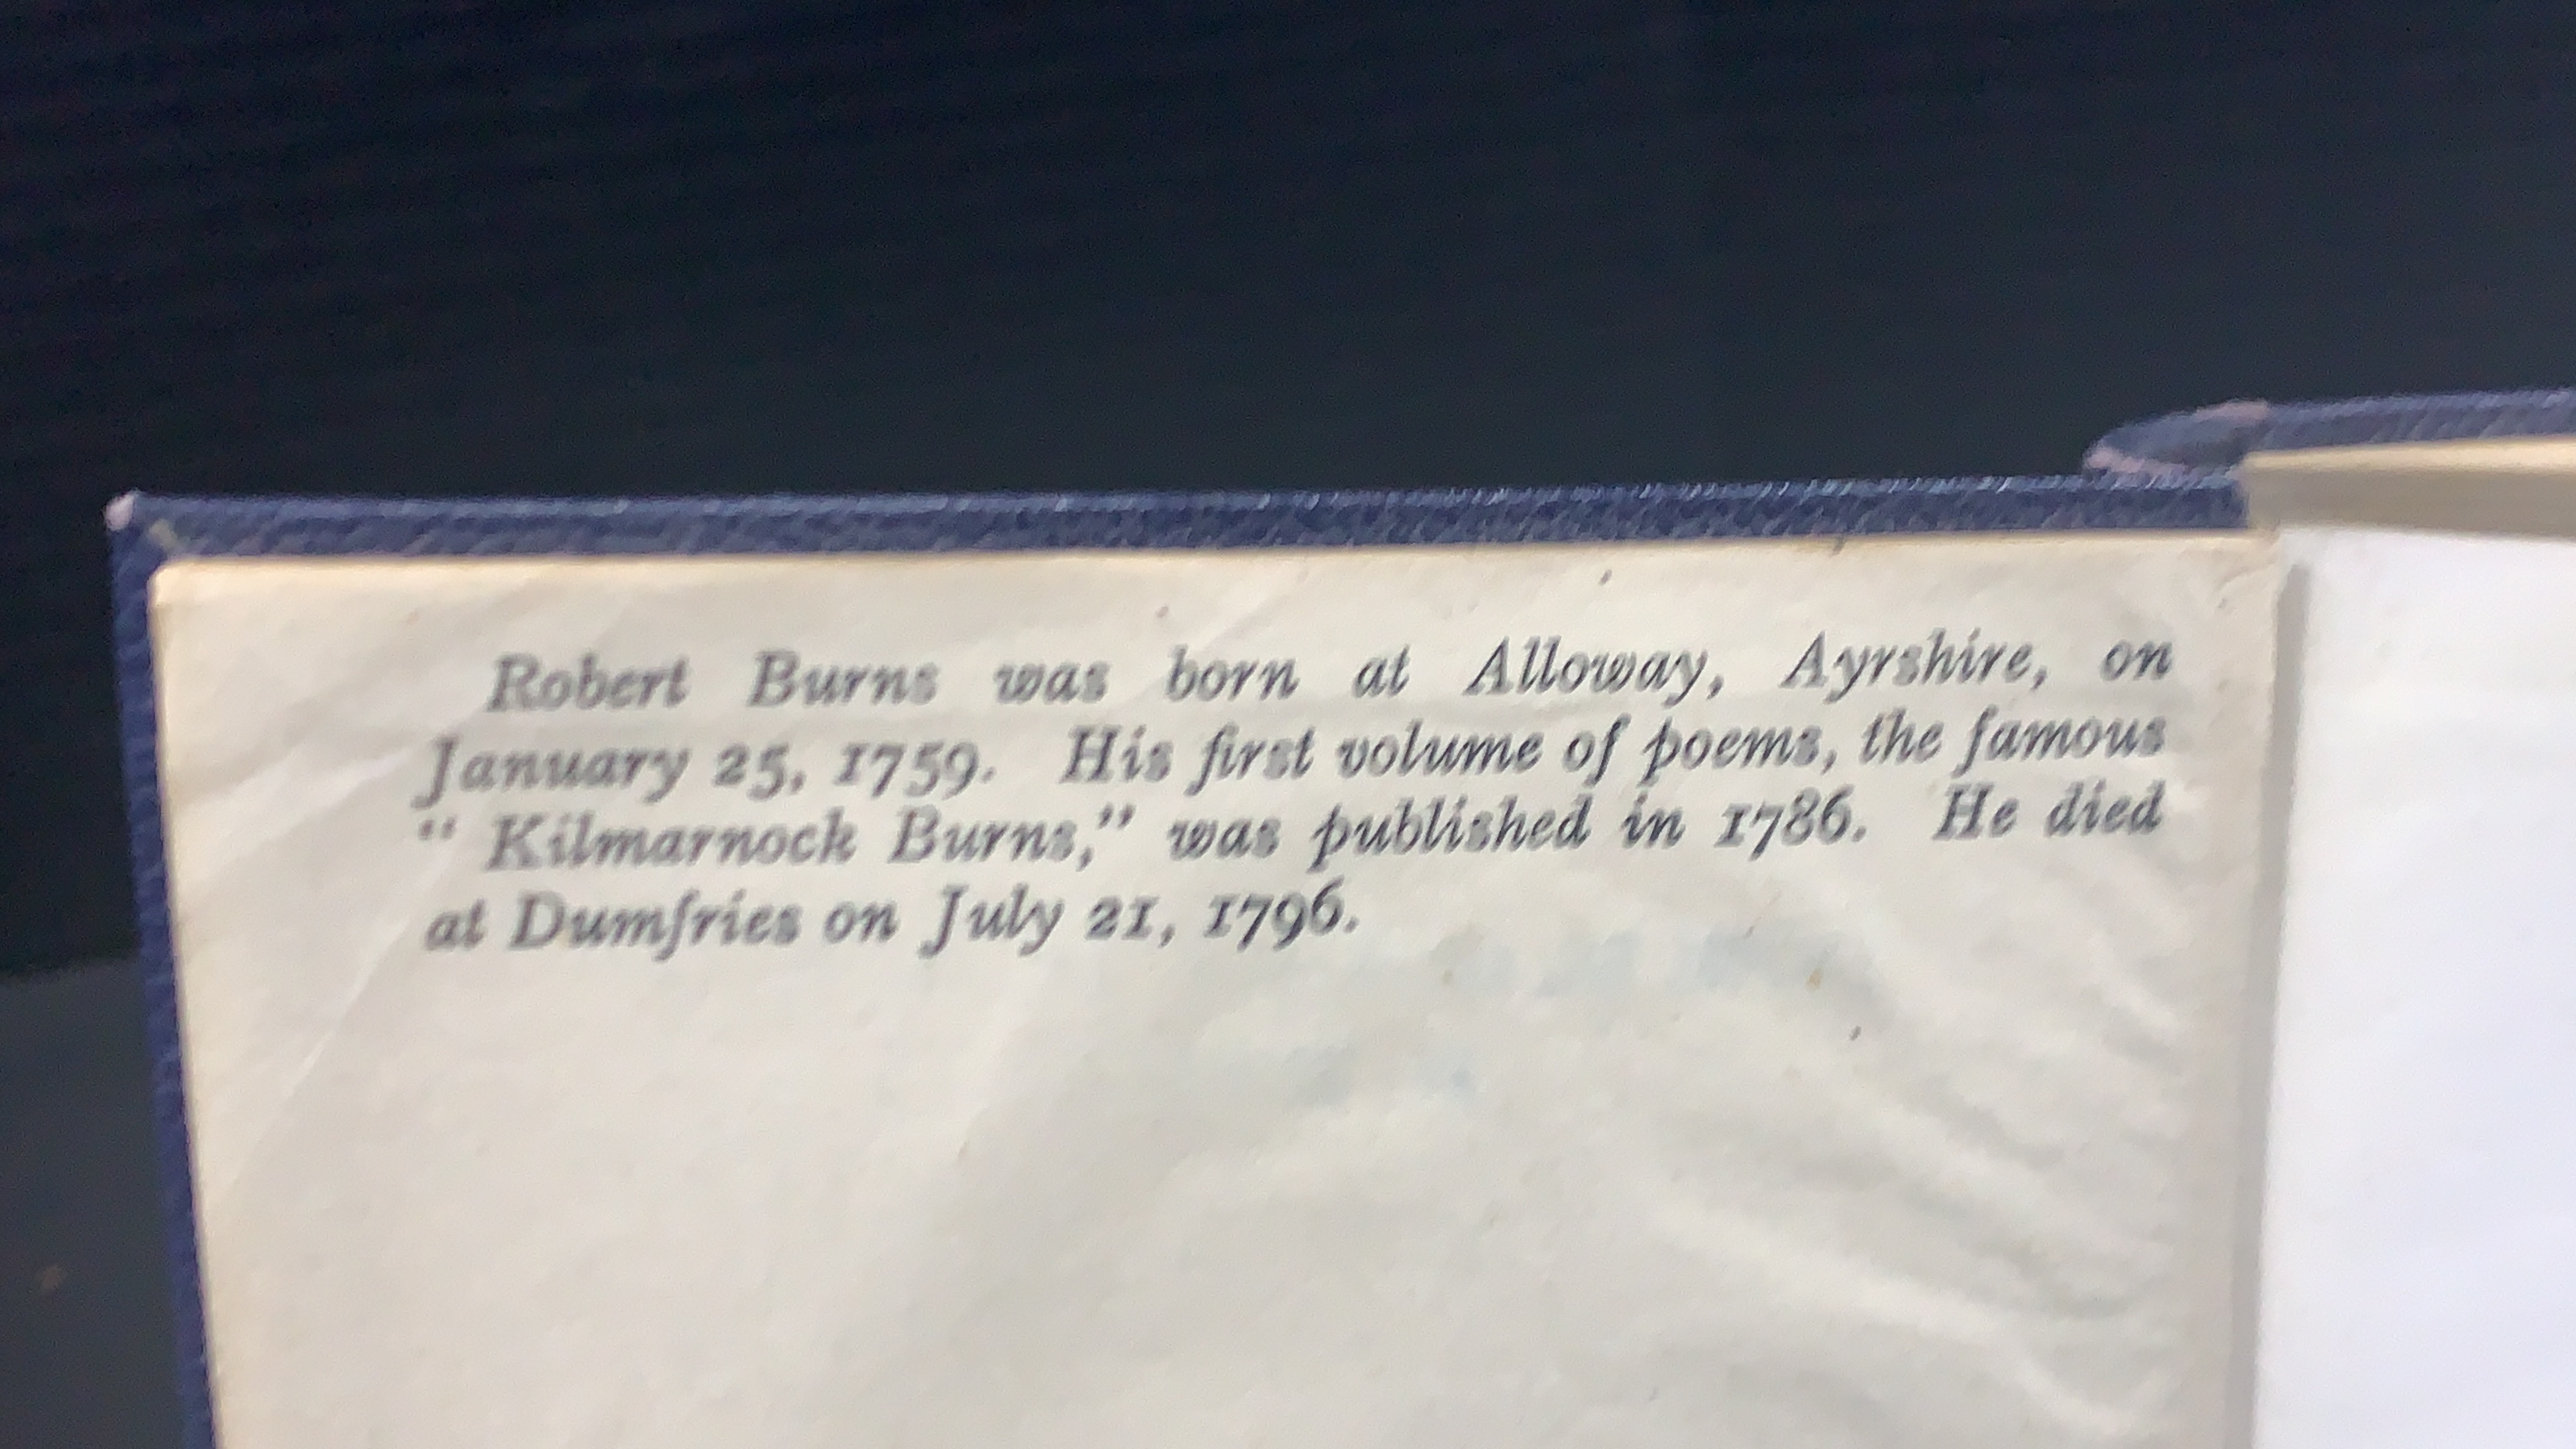 Robert Burns was born at Alloway, Ayrshire, on
January 25, 1759. His first volume of poems, the famous
“ Kilmarnock Burns,” was published in 1786. He died
at Dumfries on July 21, 1796.